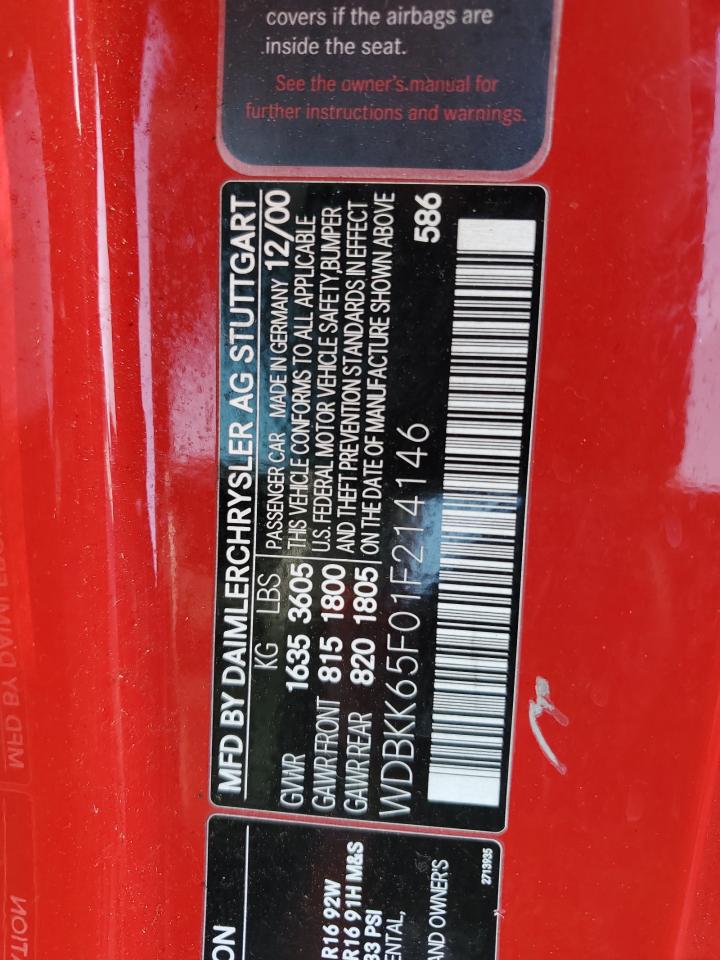 covers if the airbags are
inside the seat.
See the owner's manual for
further instructions and warnings.
MFD BY DAIMLERCHRYSLER AG STUTTGART
KG LBS PASSENGER CAR MADE IN GERMANY 12/00
GVWR 1635 3605 THIS VEHICLE CONFORMS TO ALL APPLICABLE
GAWR FRONT 815 1800 U.S. FEDERAL MOTOR VEHICLE SAFETY, BUMPER
GAWR REAR 820 1805 AND THEFT PREVENTION STANDARDS IN EFFECT
ON THE DATE OF MANUFACTURE SHOWN ABOVE
WDBKK65F01F214146 586
ON
R16 92W
R16 91H M&S
33 PSI
ENTAL,
AND OWNER'S
2713935